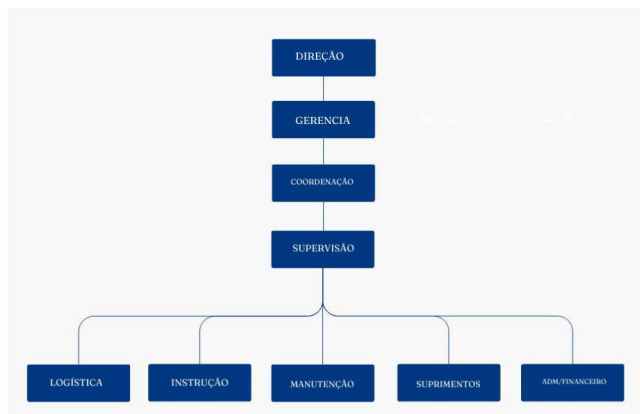 DIREÇÃO
GERENCIA
COORDENAÇÃO
SUPERVISÃO
LOGÍSTICA
INSTRUÇÃO
MANUTENÇÃO
SUPRIMENTOS
ADM/FINANCEIRO